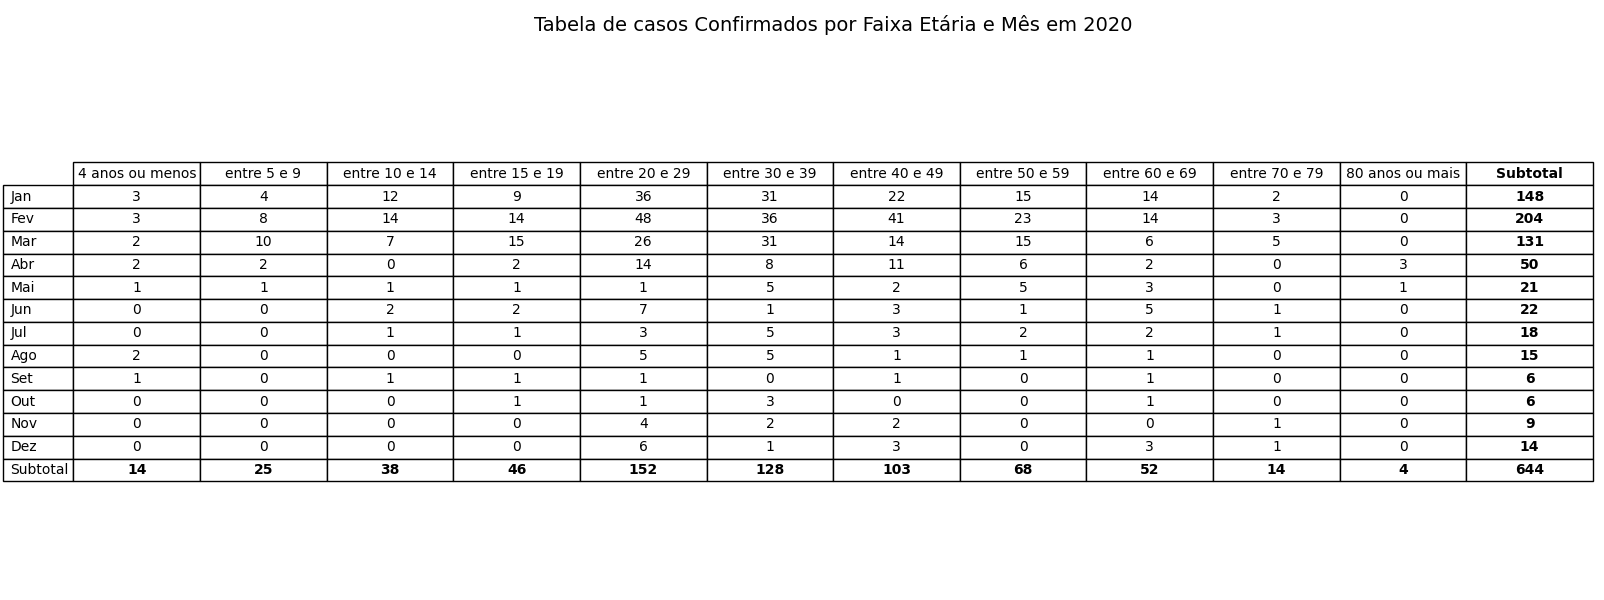 Tabela de casos Confirmados por Faixa Etária e Mês em 2020
4 anos ou menos entre 5 e 9 entre 10 e 14 entre 15 e 19 entre 20 e 29 entre 30 e 39 entre 40 e 49 entre 50 e 59 entre 60 e 69 entre 70 e 79 80 anos ou mais Subtotal
Jan 3 4 12 9 36 31 22 15 14 2 0 148
Fev 3 8 14 14 48 36 41 23 14 3 0 204
Mar 2 10 7 15 26 31 14 15 6 5 0 131
Abr 2 2 0 2 14 8 11 6 2 0 3 50
Mai 1 1 1 1 1 5 2 5 3 0 1 21
Jun 0 0 2 2 7 1 3 1 5 1 0 22
Jul 0 0 1 1 3 5 3 2 2 1 0 18
Ago 2 0 0 0 5 5 1 1 1 0 0 15
Set 1 0 1 1 1 0 1 0 1 0 0 6
Out 0 0 0 1 1 3 0 0 1 0 0 6
Nov 0 0 0 0 4 2 2 0 0 1 0 9
Dez 0 0 0 0 6 1 3 0 3 1 0 14
Subtotal 14 25 38 46 152 128 103 68 52 14 4 644